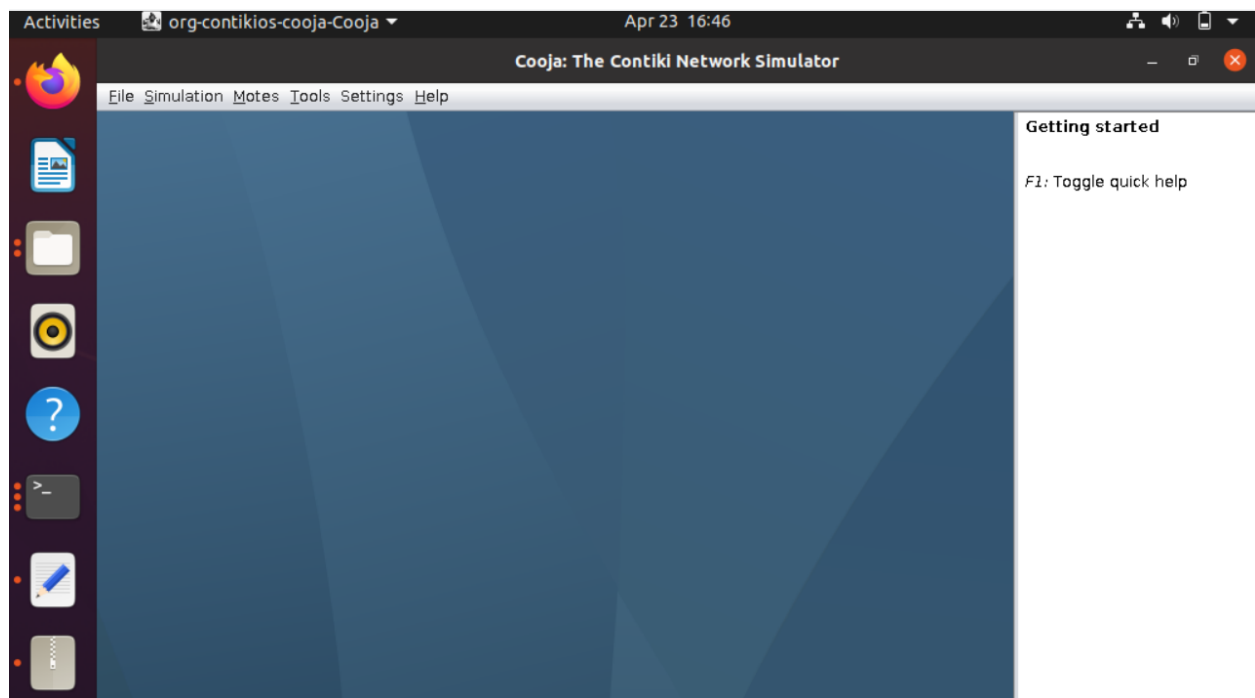 Activities org-contikios-cooja-Cooja Apr 23 16:46
Cooja: The Contiki Network Simulator
File Simulation Motes Tools Settings Help
Getting started
F1: Toggle quick help
?
>_